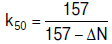 k₅₀ = 157 / (157 − ΔN)